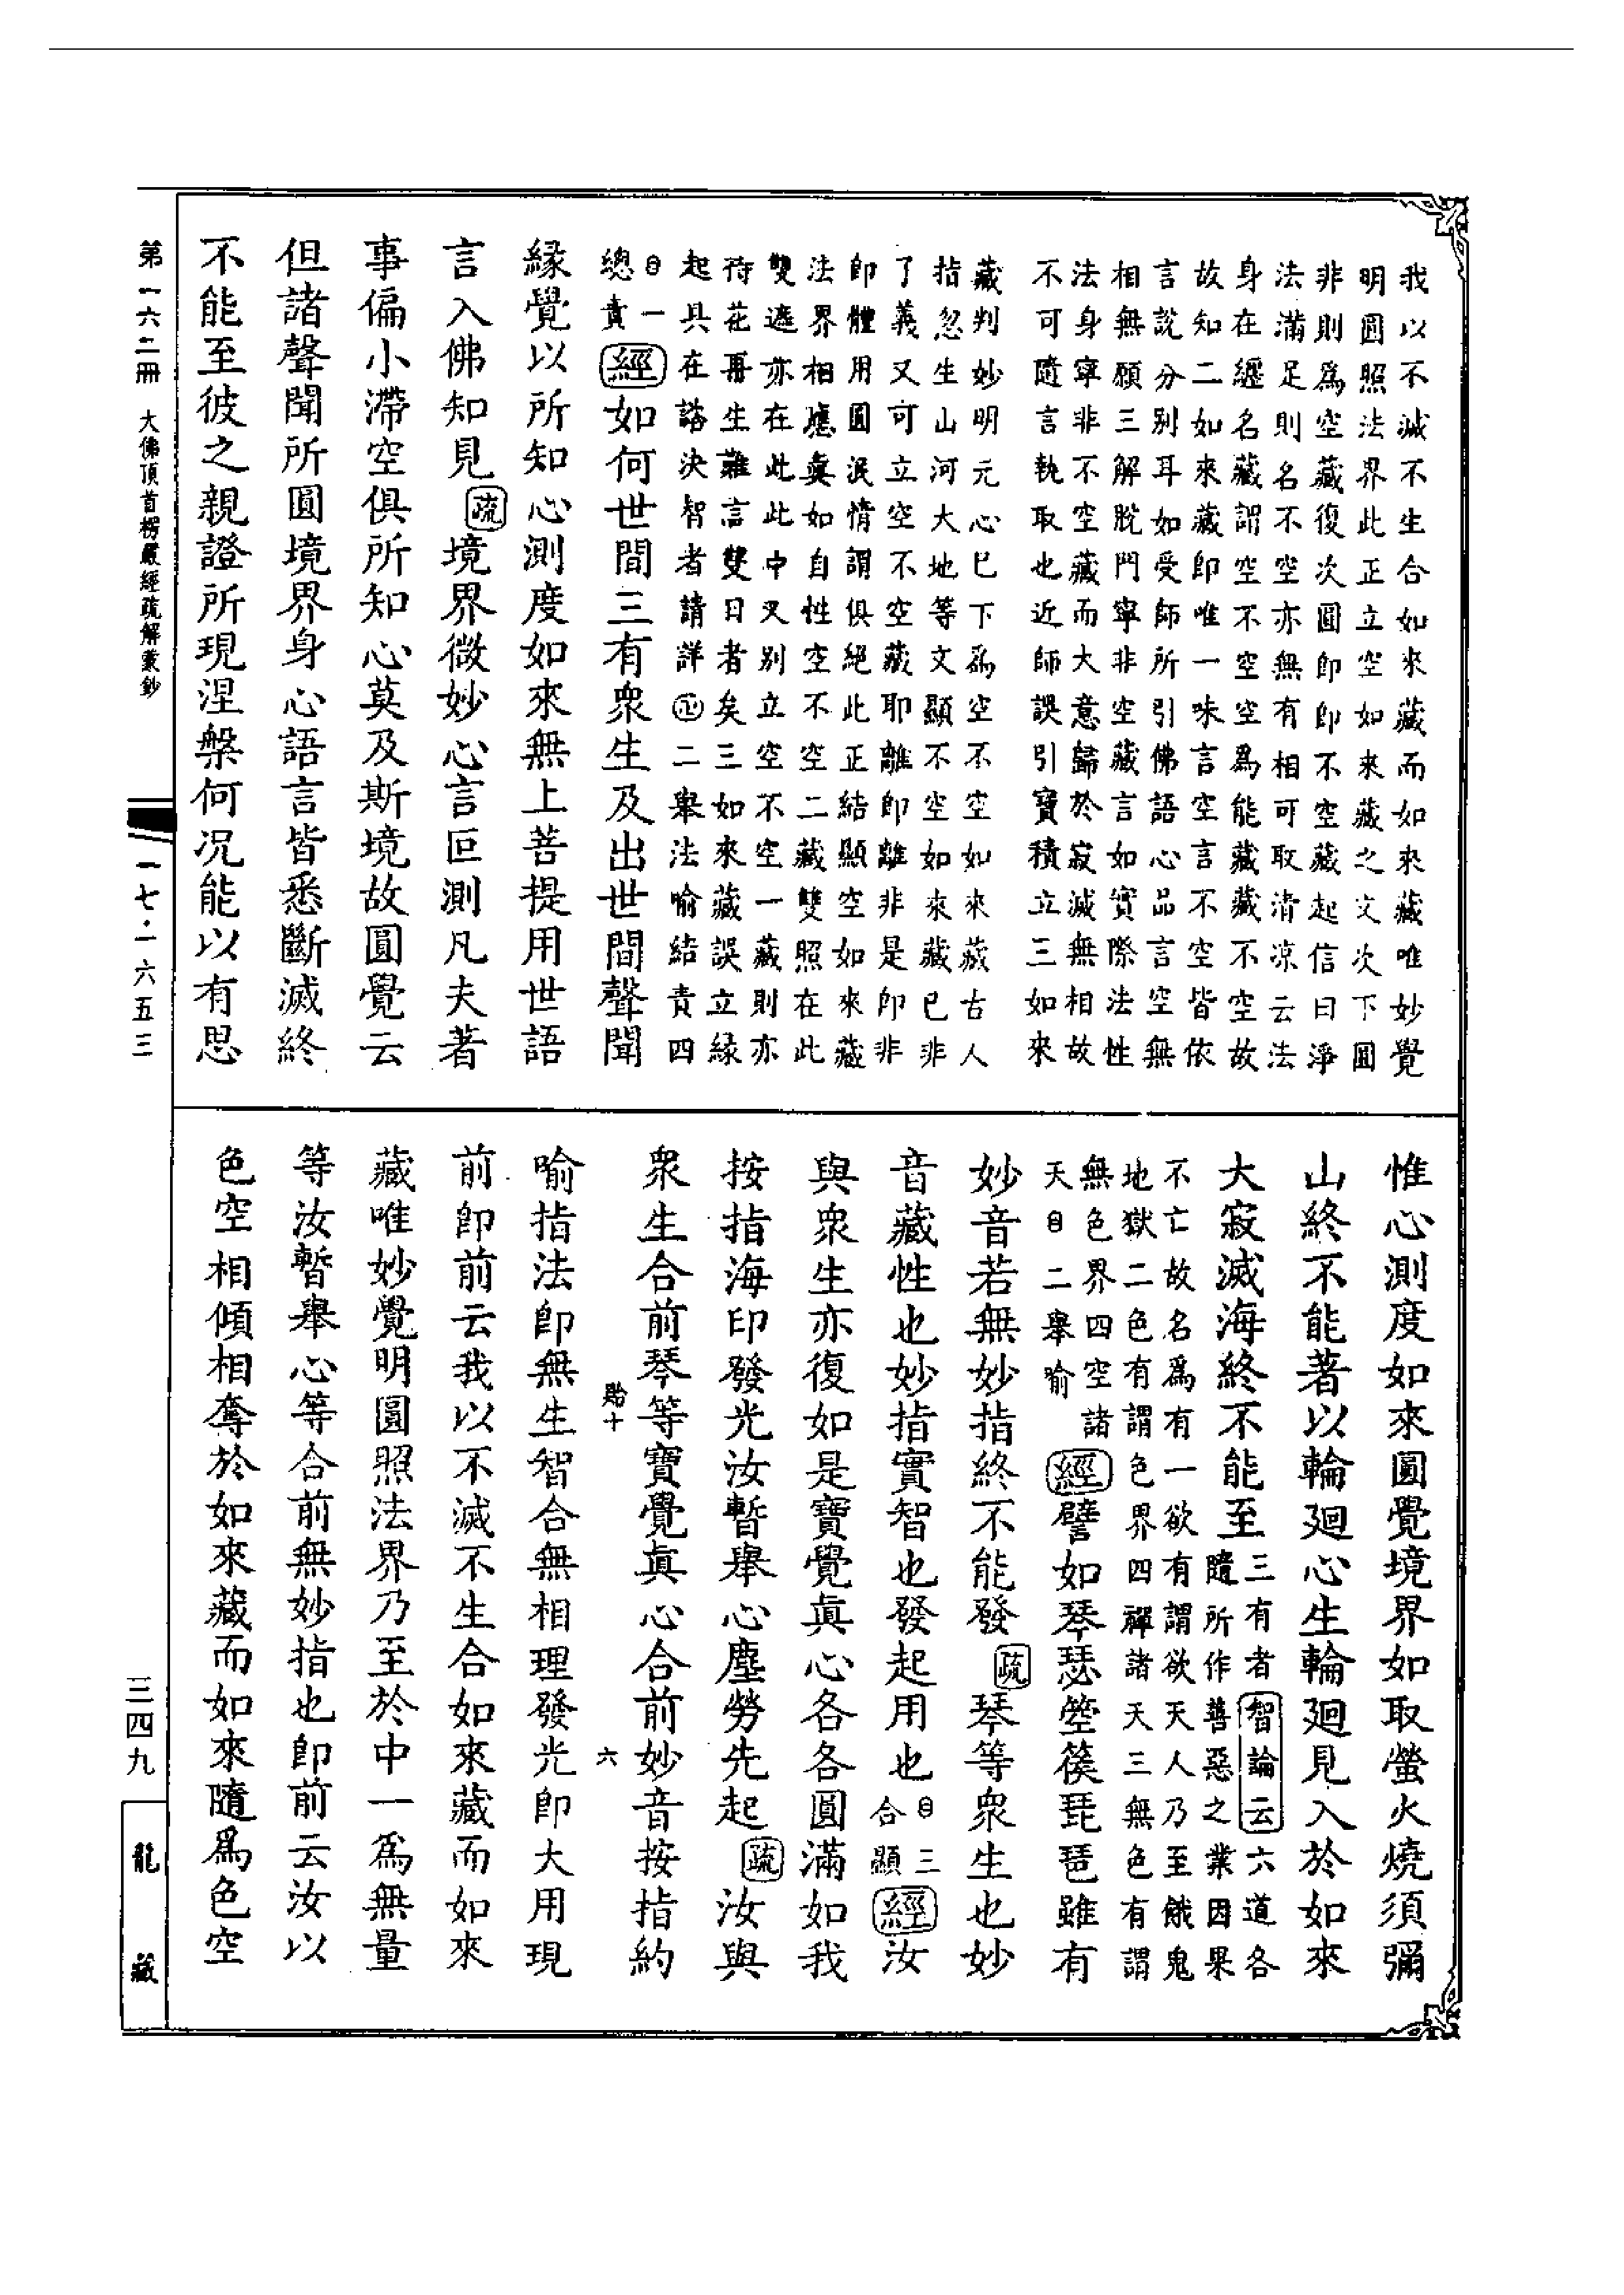 我以不滅不生合如來藏而如來藏唯妙覺
明圓照法界此正立空如來藏之文次下圓
非則爲空藏復次圓即即不空藏起信曰淨
法滿足則名不空亦無有相可取清凉云法
身在纏名藏謂空不空空爲能藏藏不空故
故知二如來藏即唯一味言空言不空皆依
言說分別耳如受師所引佛語心品言空無
相無願三解脫門寧非空藏言如實際法性
法身寧非不空藏而大意歸於寂滅無相故
不可隨言執取也近師誤引寶積立三如來
藏判妙明元心巳下爲空不空如來藏古人
指忽生山河大地等文顯不空如來藏巳非
了義又可立空不空藏耶離即離非是即非
即體用圓泯情謂俱絕此正結顯空如來藏
法界相應眞如自性空不空二藏雙照在此
雙遮亦在此此中又別立空不空一藏則亦
待花再生難言雙日者矣三如來藏誤立緣
起具在諮決智者請詳㊣二舉法喻結責四
㊀一
總責經如何世間三有衆生及出世間聲聞
緣覺以所知心測度如來無上菩提用世語
言入佛知見疏境界微妙心言叵測凡夫著
事偏小滯空俱所知心莫及斯境故圓覺云
但諸聲聞所圓境界身心語言皆悉斷滅終
不能至彼之親證所現涅槃何況能以有思
惟心測度如來圓覺境界如取螢火燒須彌
山終不能著以輪廻心生輪廻見入於如來
大寂滅海終不能至三有者智論云六道各
隨所作善惡之業因果
不亡故名爲有一欲有謂欲天人乃至餓鬼
地獄二色有謂色界四禪諸天三無色有謂
無色界四空諸
天㊀二舉喻經譬如琴瑟箜篌琵琶雖有
妙音若無妙指終不能發疏琴等衆生也妙
音藏性也妙指實智也發起用也㊀三
合顯經汝
與衆生亦復如是寶覺眞心各各圓滿如我
按指海印發光汝暫舉心塵勞先起疏汝與
衆生合前琴等寶覺眞心合前妙音按指約
貽十 六
喻指法即無生智合無相理發光即大用現
前即前云我以不滅不生合如來藏而如來
藏唯妙覺明圓照法界乃至於中一爲無量
等汝暫舉心等合前無妙指也即前云汝以
色空相傾相奪於如來藏而如來隨爲色空
第一六二冊 大佛頂首楞嚴經疏解蒙鈔
一七·一六五三
三四九
龍藏